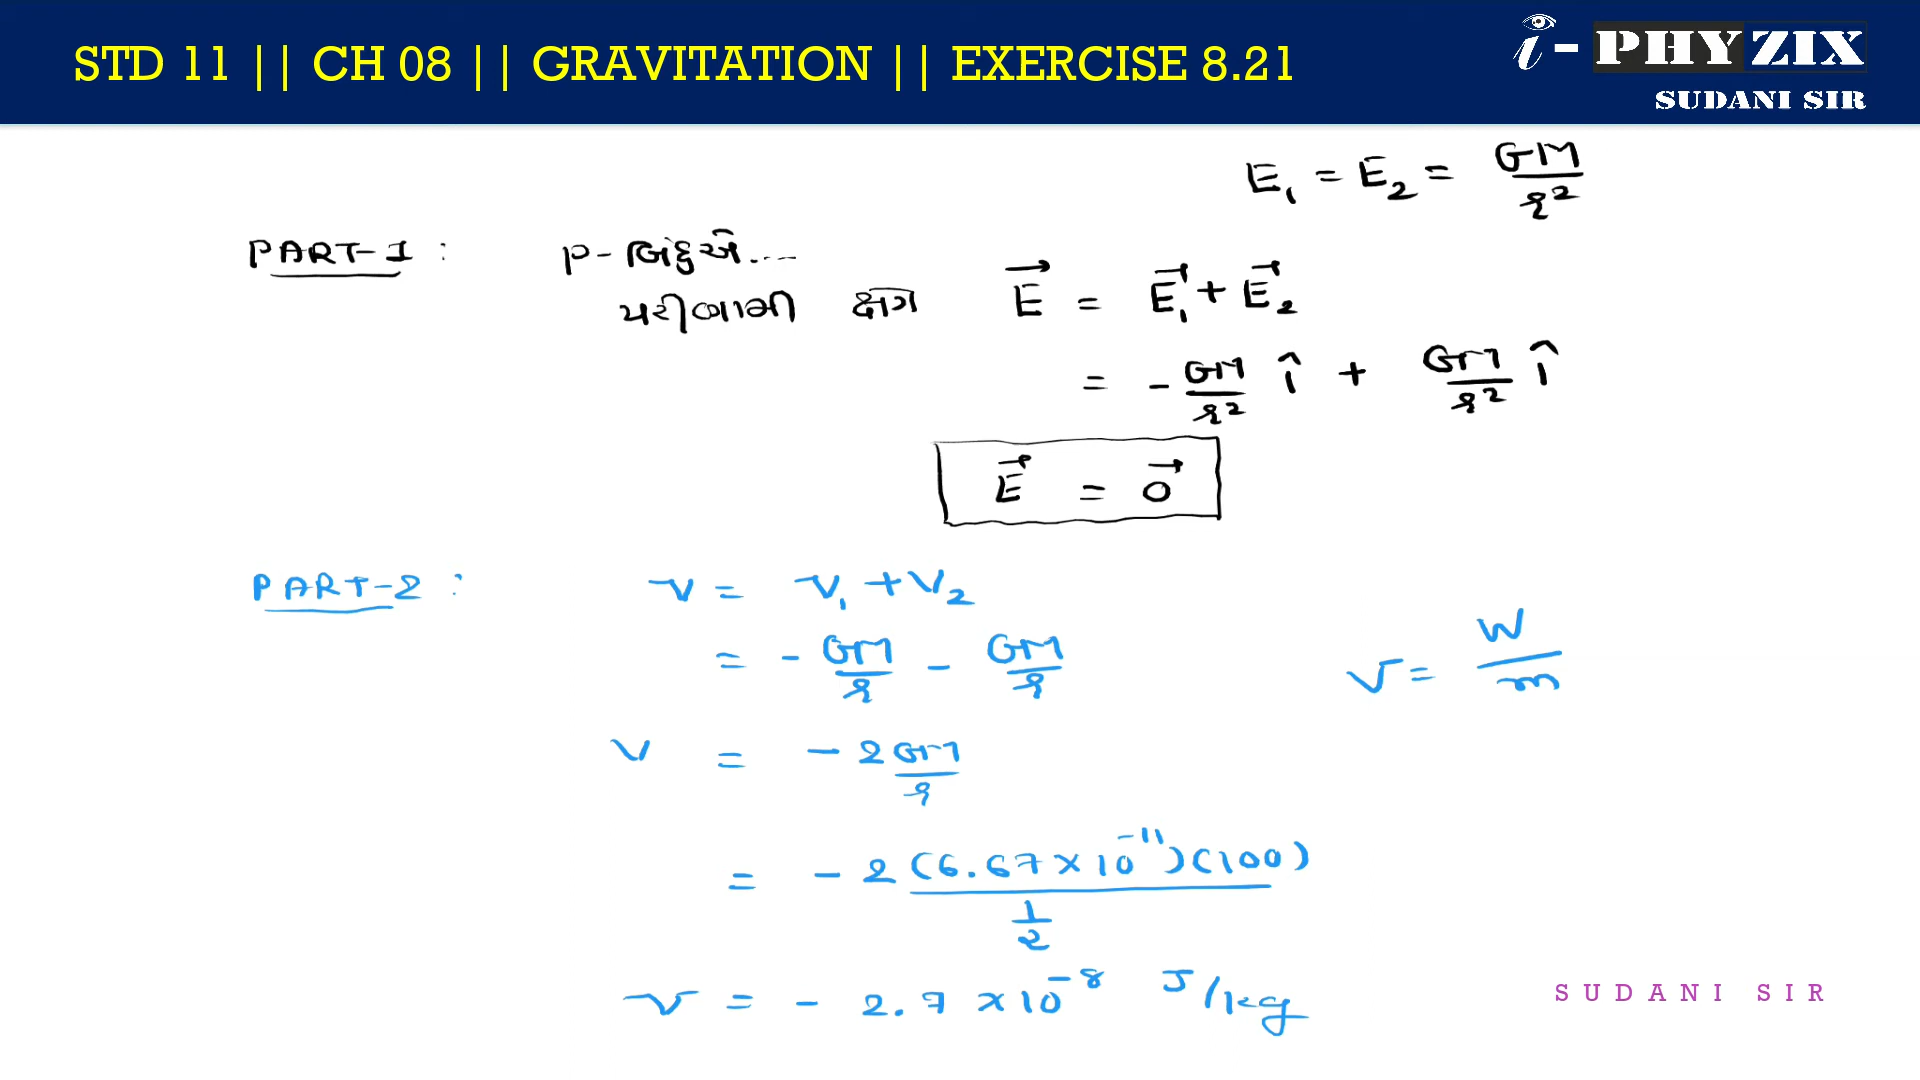 STD 11 || CH 08 || GRAVITATION || EXERCISE 8.21
i - PHYZIX
SUDANI SIR
E₁ = E₂ = GM/r²
PART-1 : P - બિંદુએ....
પરીણામી ક્ષેત્ર E⃗ = E⃗₁ + E⃗₂
= - GM/r² î + GM/r² î
E⃗ = 0⃗
PART-2 : V = V₁ + V₂
= - GM/r - GM/r
V = W/m
V = - 2GM/r
= - 2(6.67×10⁻¹¹)(100) / (1/2)
V = - 2.7 × 10⁻⁸ J/kg
SUDANI SIR